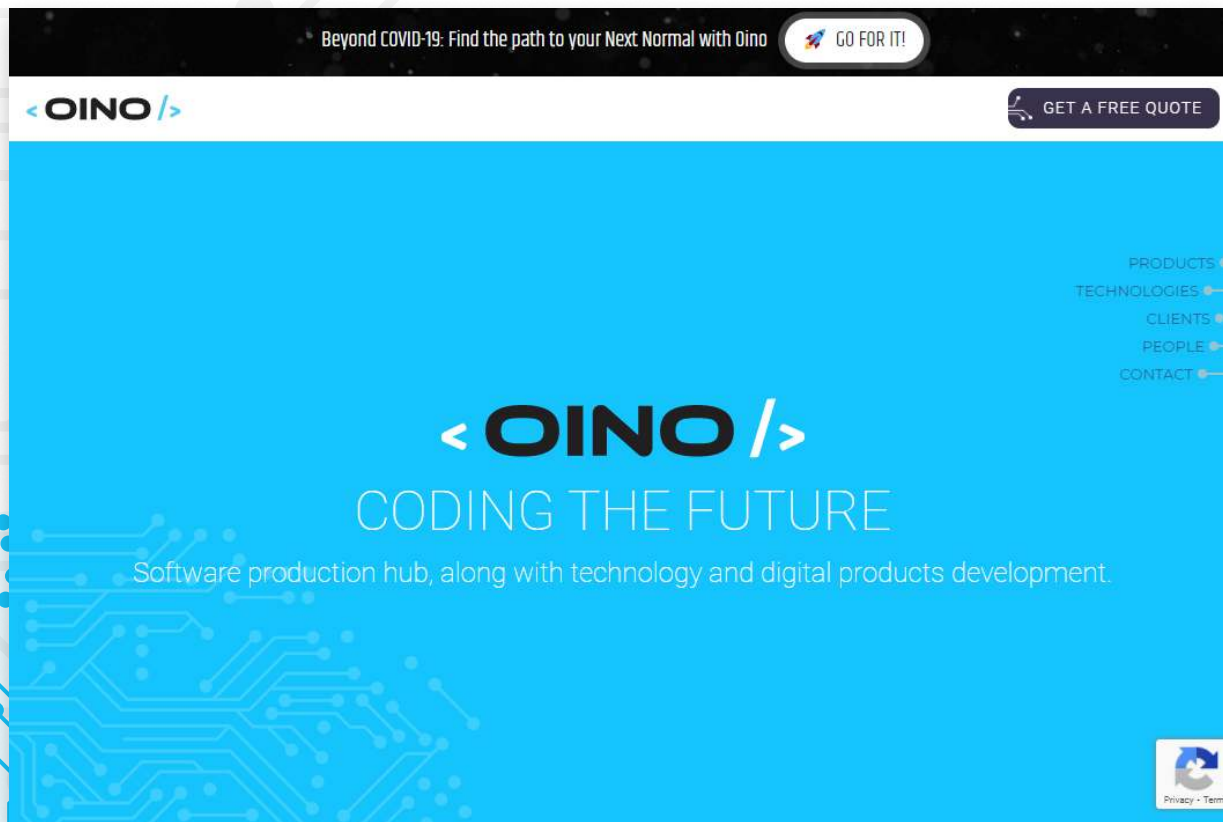 Beyond COVID-19: Find the path to your Next Normal with Oino
GO FOR IT!
< OINO />
GET A FREE QUOTE
PRODUCTS
TECHNOLOGIES
CLIENTS
PEOPLE
CONTACT
< OINO />
CODING THE FUTURE
Software production hub, along with technology and digital products development.
Privacy - Term